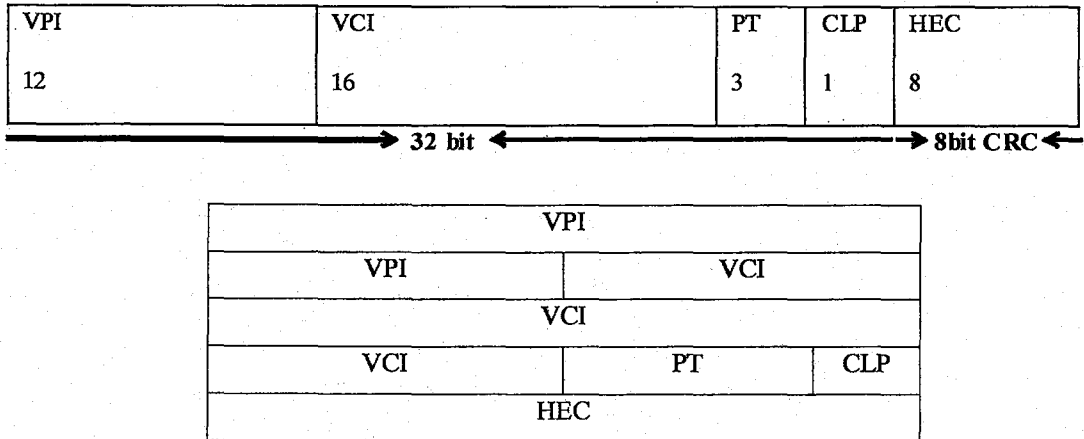 VPI VCI PT CLP HEC
12 16 3 1 8
32 bit 8bit CRC
VPI
VPI VCI
VCI
VCI PT CLP
HEC